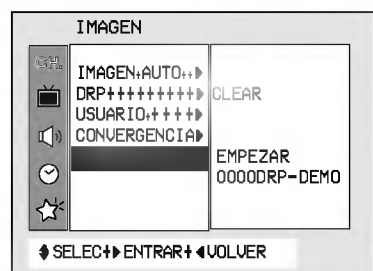 IMAGEN
CH.
IMAGEN+AUTO++▶
DRP+++++++++▶ CLEAR
USUARIO+++++▶
CONVERGENCIA▶
EMPEZAR
0000DRP-DEMO
♦SELEC+▶ENTRAR+◀VOLVER